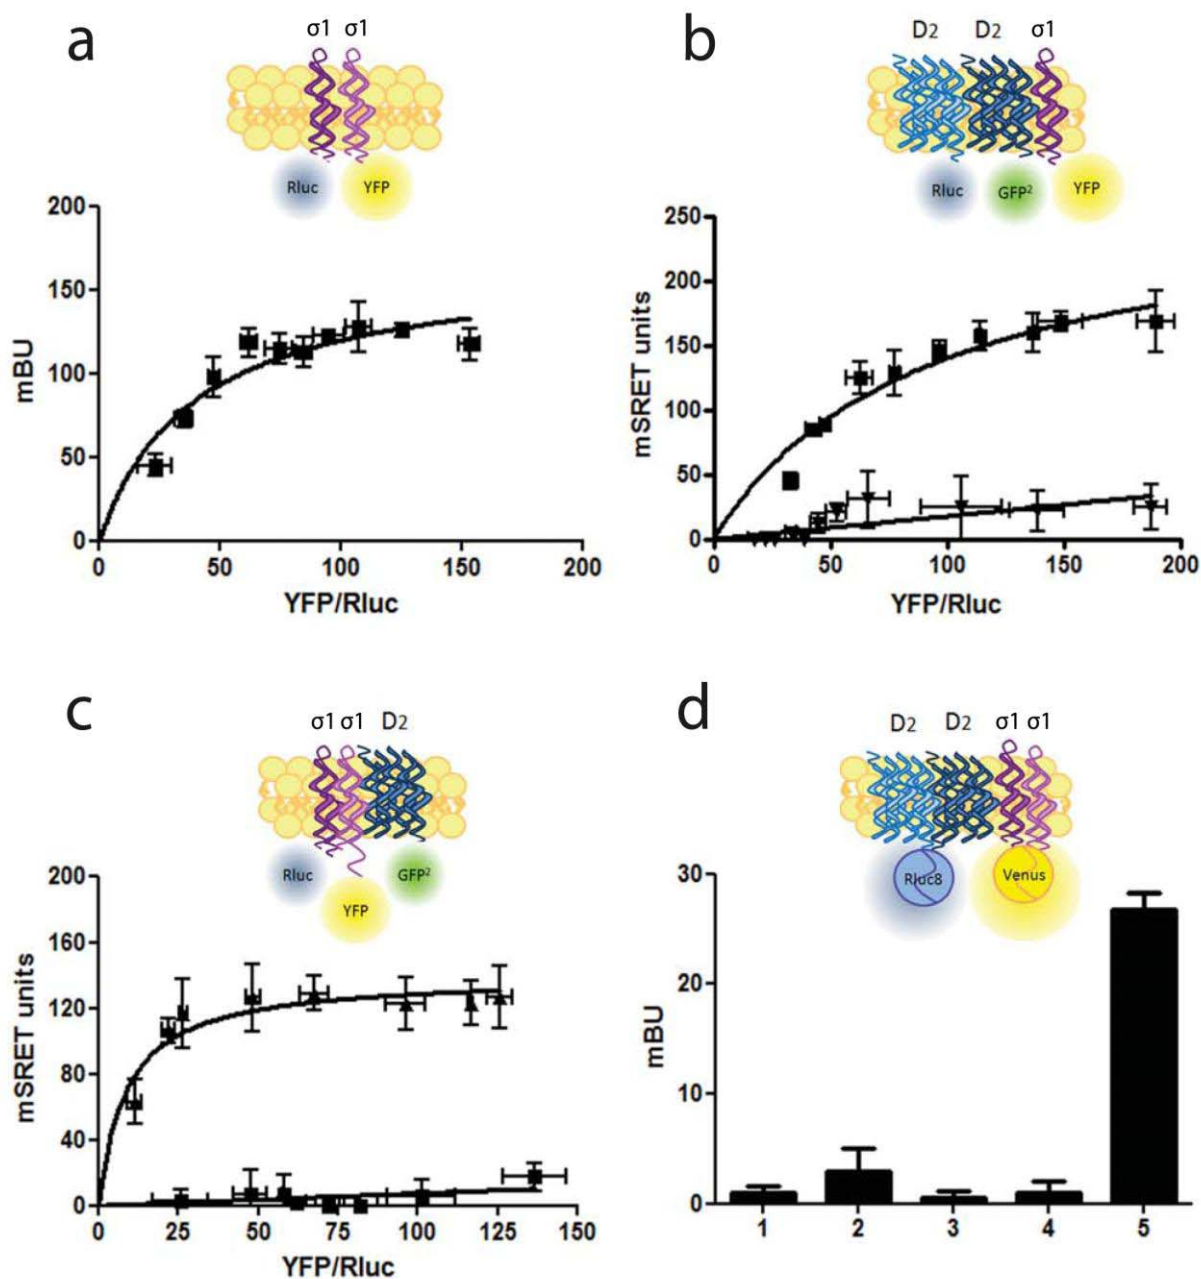 a
σ1 σ1
Rluc YFP
200
150
100
50
0
mBU
0 50 100 150 200
YFP/Rluc
b
D2 D2 σ1
Rluc GFP2 YFP
250
200
150
100
50
0
mSRET units
0 50 100 150 200
YFP/Rluc
c
σ1 σ1 D2
Rluc YFP GFP2
200
160
120
80
40
0
mSRET units
0 25 50 75 100 125 150
YFP/Rluc
d
D2 D2 σ1 σ1
Rluc8 Venus
30
20
10
0
mBU
1 2 3 4 5